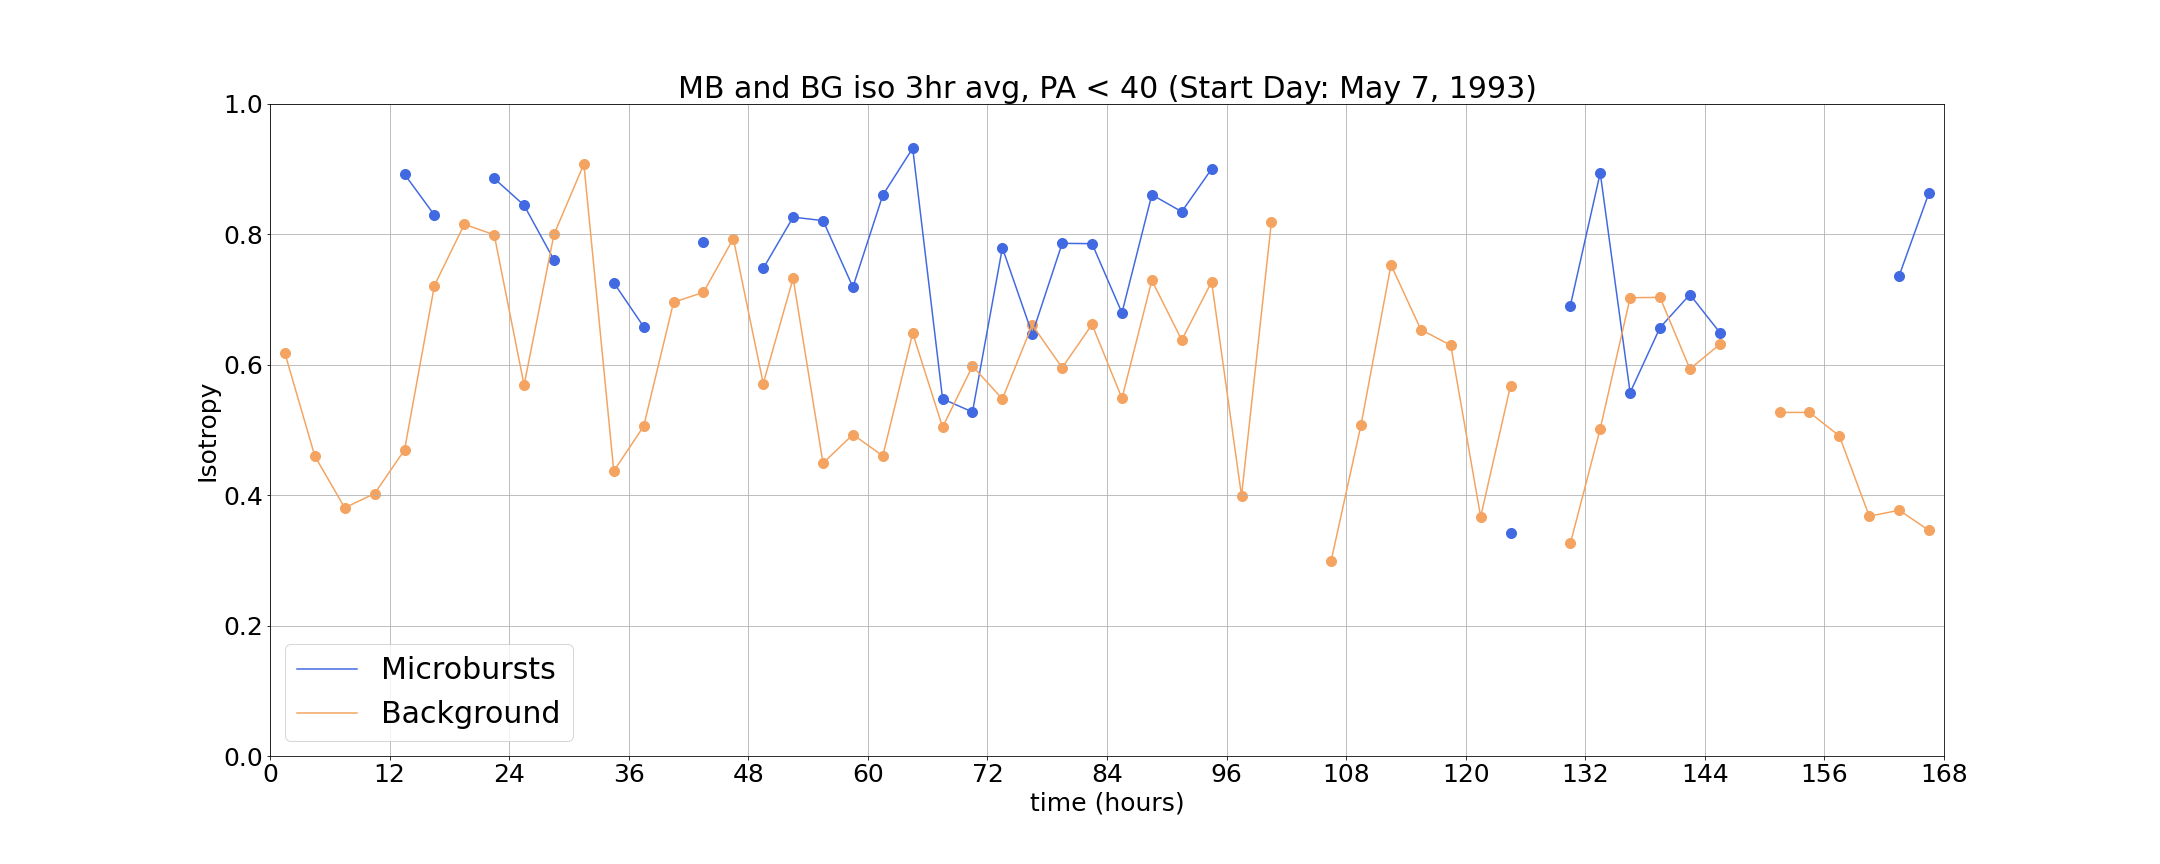 MB and BG iso 3hr avg, PA < 40 (Start Day: May 7, 1993)
1.0
0.8
0.6
0.4
0.2
0.0
Isotropy
Microbursts
Background
0 12 24 36 48 60 72 84 96 108 120 132 144 156 168
time (hours)